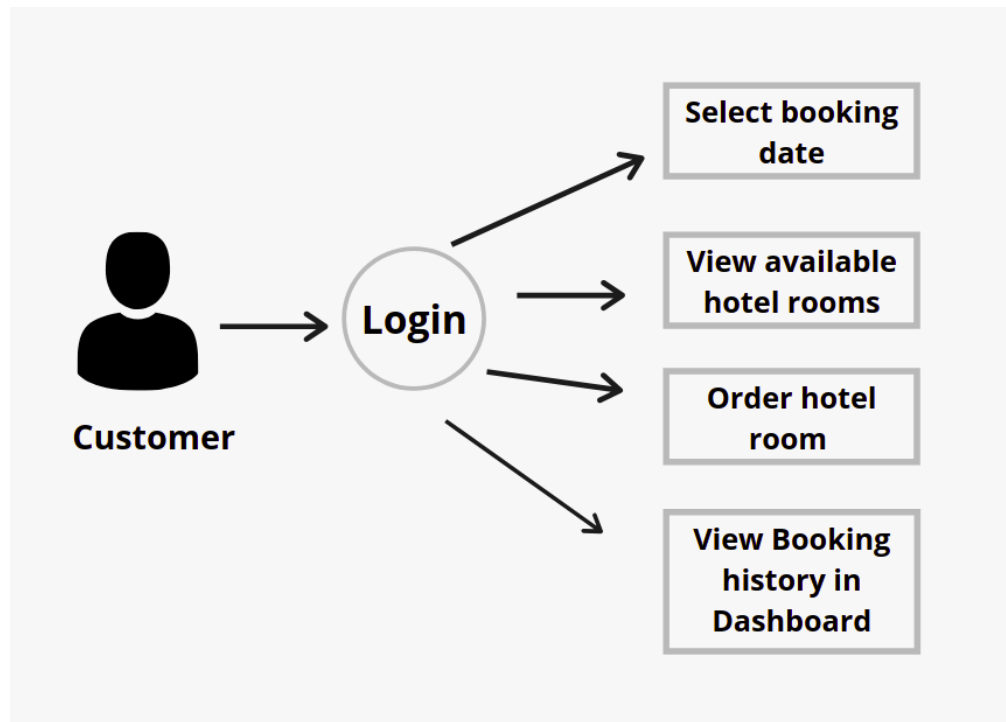 Customer
Login
Select booking
date
View available
hotel rooms
Order hotel
room
View Booking
history in
Dashboard